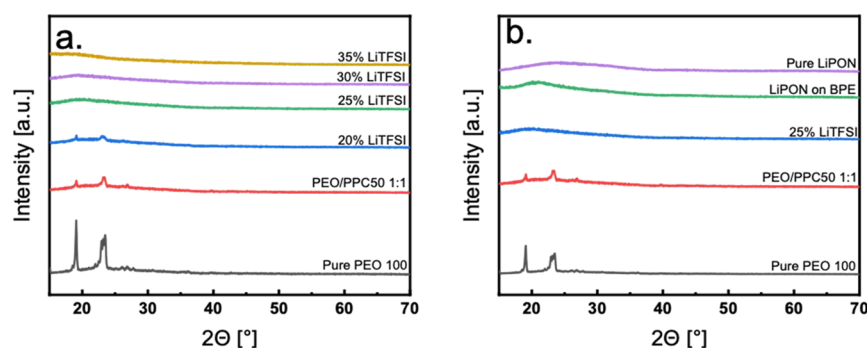 a.
35% LiTFSI
30% LiTFSI
25% LiTFSI
20% LiTFSI
PEO/PPC50 1:1
Pure PEO 100
Intensity [a.u.]
20 30 40 50 60 70
2Θ [°]
b.
Pure LiPON
LiPON on BPE
25% LiTFSI
PEO/PPC50 1:1
Pure PEO 100
Intensity [a.u.]
20 30 40 50 60 70
2Θ [°]